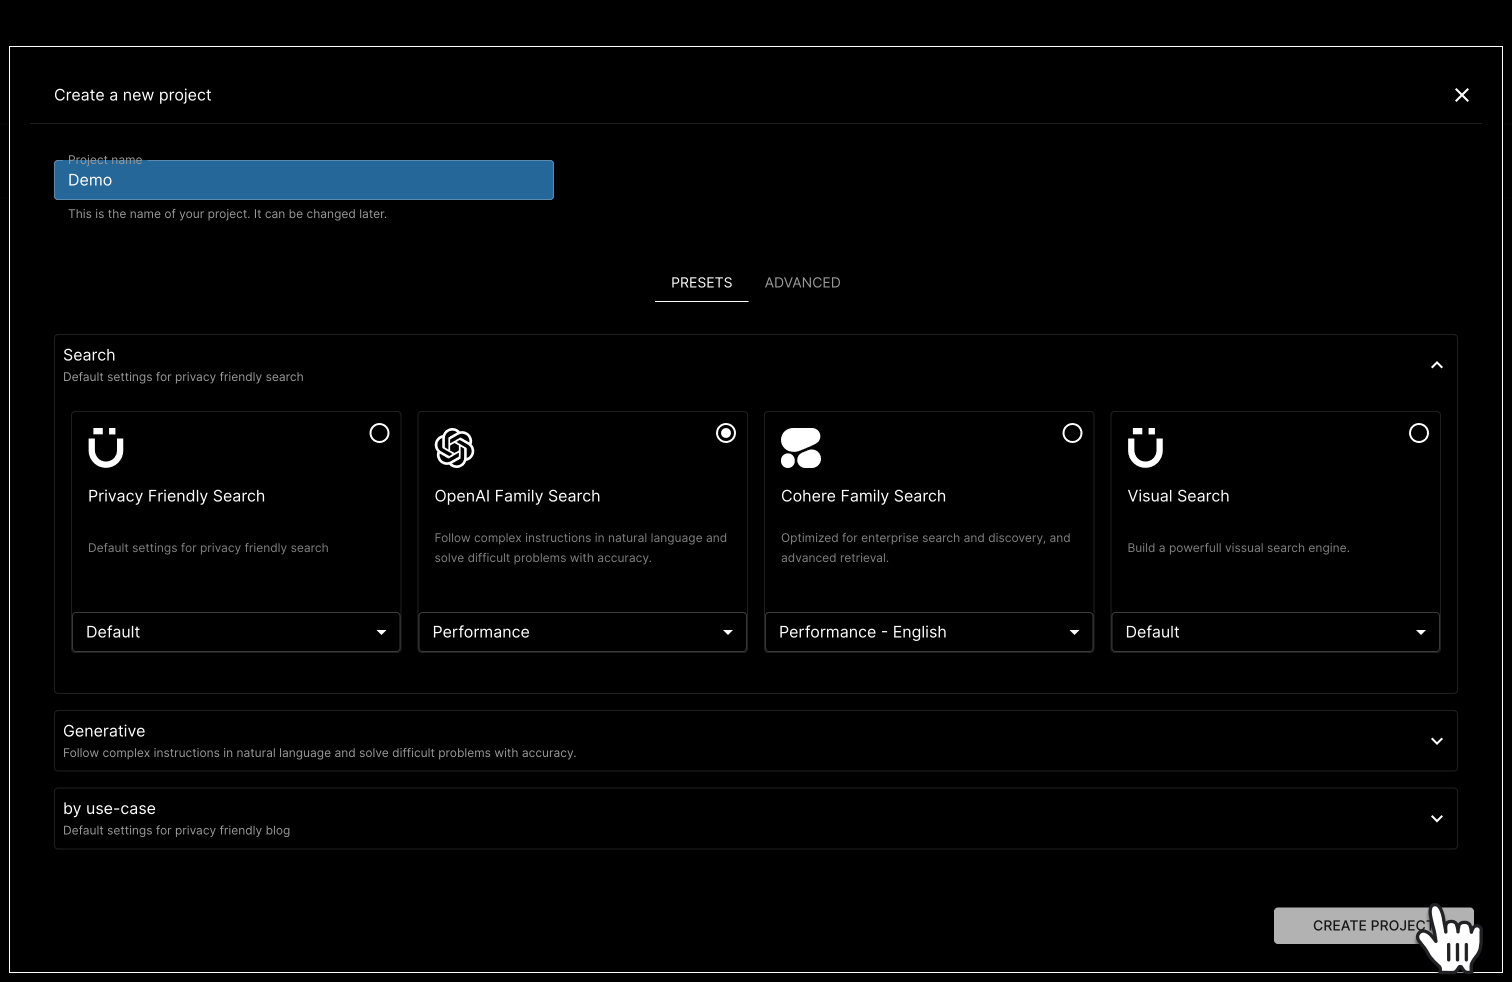 Create a new project
Project name
Demo
This is the name of your project. It can be changed later.
PRESETS ADVANCED
Search
Default settings for privacy friendly search
Privacy Friendly Search
Default settings for privacy friendly search
Default
OpenAI Family Search
Follow complex instructions in natural language and
solve difficult problems with accuracy.
Performance
Cohere Family Search
Optimized for enterprise search and discovery, and
advanced retrieval.
Performance - English
Visual Search
Build a powerfull vissual search engine.
Default
Generative
Follow complex instructions in natural language and solve difficult problems with accuracy.
by use-case
Default settings for privacy friendly blog
CREATE PROJECT